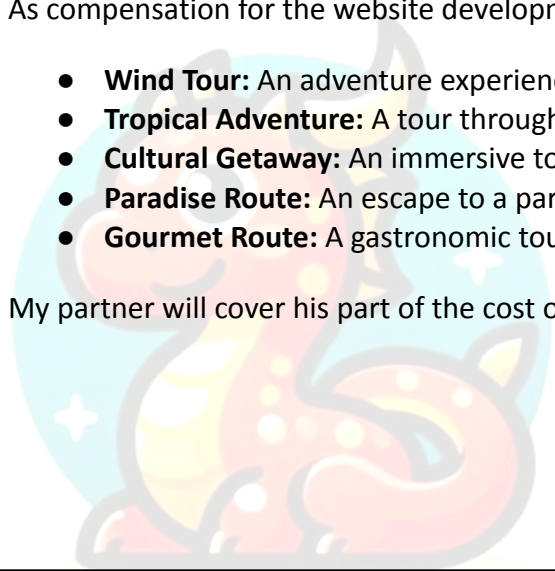 As compensation for the website developm
● Wind Tour: An adventure experien
● Tropical Adventure: A tour through
● Cultural Getaway: An immersive to
● Paradise Route: An escape to a par
● Gourmet Route: A gastronomic tou
My partner will cover his part of the cost o